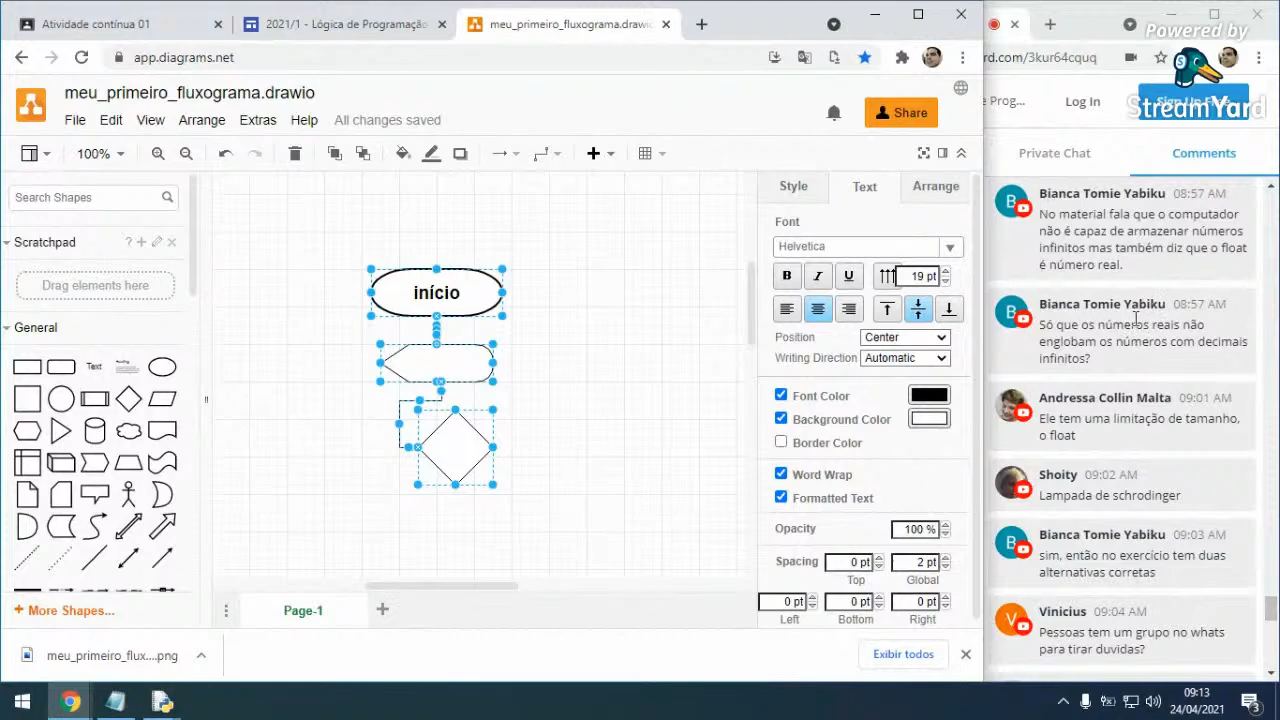 Atividade contínua 01
2021/1 - Lógica de Programação
meu_primeiro_fluxograma.drawio
app.diagrams.net
meu_primeiro_fluxograma.drawio
File Edit View Arrange Extras Help All changes saved
Share
100%
Search Shapes
Scratchpad
?
Drag elements here
General
Text
More Shapes...
início
Page-1
Style Text Arrange
Font
Helvetica
B I U 19 pt
Position Center
Writing Direction Automatic
Font Color
Background Color
Border Color
Word Wrap
Formatted Text
Opacity 100 %
Spacing 0 pt 2 pt
Top Global
0 pt 0 pt 0 pt
Left Bottom Right
meu_primeiro_flux....png
Exibir todos
rd.com/3kur64cquq
Powered by
StreamYard
Prog...
Log In
Private Chat Comments
B Bianca Tomie Yabiku 08:57 AM
No material fala que o computador
não é capaz de armazenar números
infinitos mas também diz que o float
é número real.
B Bianca Tomie Yabiku 08:57 AM
Só que os números reais não
englobam os números com decimais
infinitos?
Andressa Collin Malta 09:01 AM
Ele tem uma limitação de tamanho,
o float
Shoity 09:02 AM
Lampada de schrodinger
B Bianca Tomie Yabiku 09:03 AM
sim, então no exercício tem duas
alternativas corretas
V Vinicius 09:04 AM
Pessoas tem um grupo no whats
para tirar duvidas?
09:13
24/04/2021
3